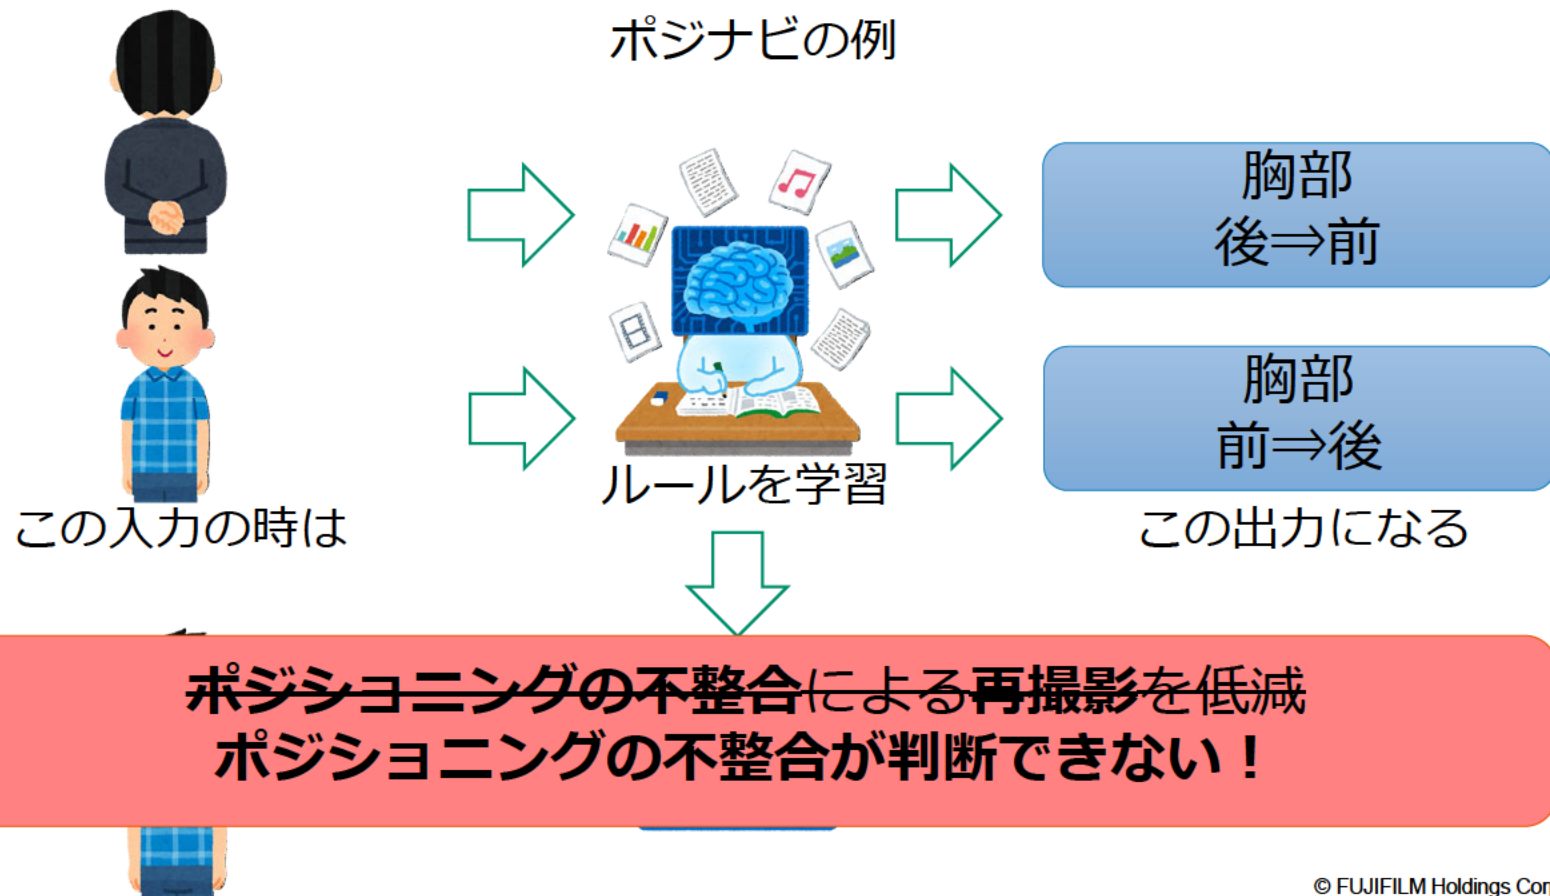 ポジナビの例
胸部
後⇒前
胸部
前⇒後
ルールを学習
この入力の時は
この出力になる
ポジショニングの不整合による再撮影を低減
ポジショニングの不整合が判断できない！
© FUJIFILM Holdings Cor